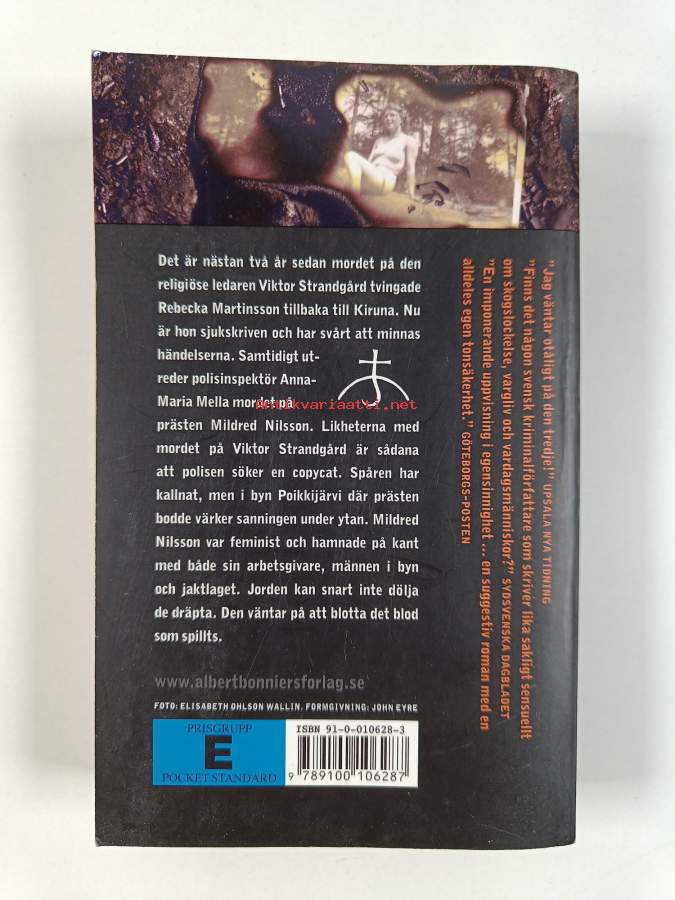 Det är nästan två år sedan mordet på den
religiöse ledaren Viktor Strandgård tvingade
Rebecka Martinsson tillbaka till Kiruna. Nu
är hon sjukskriven och har svårt att minnas
händelserna. Samtidigt ut-
reder polisinspektör Anna-
Maria Mella mordet på
prästen Mildred Nilsson. Likheterna med
mordet på Viktor Strandgård är sådana
att polisen söker en copycat. Spåren har
kallnat, men i byn Poikkijärvi där prästen
bodde värker sanningen under ytan. Mildred
Nilsson var feminist och hamnade på kant
med både sin arbetsgivare, männen i byn
och jaktlaget. Jorden kan snart inte dölja
de dräpta. Den väntar på att blotta det blod
som spillts.
www.albertbonniersforlag.se
FOTO: ELISABETH OHLSON WALLIN. FORMGIVNING: JOHN EYRE
PRISGRUPP
E
POCKET STANDARD
ISBN 91-0-010628-3
9 789100 106287
"Jag väntar otåligt på den tredje!" UPSALA NYA TIDNING
"Finns det någon svensk kriminalförfattare som skriver lika sakligt sensuellt
om skogslockelse, vargliv och vardagsmänniskor?" SYDSVENSKA DAGBLADET
"En imponerande uppvisning i egensinnighet ... en suggestiv roman med en
alldeles egen tonsäkerhet." GÖTEBORGS-POSTEN
Antikvariaatti.net